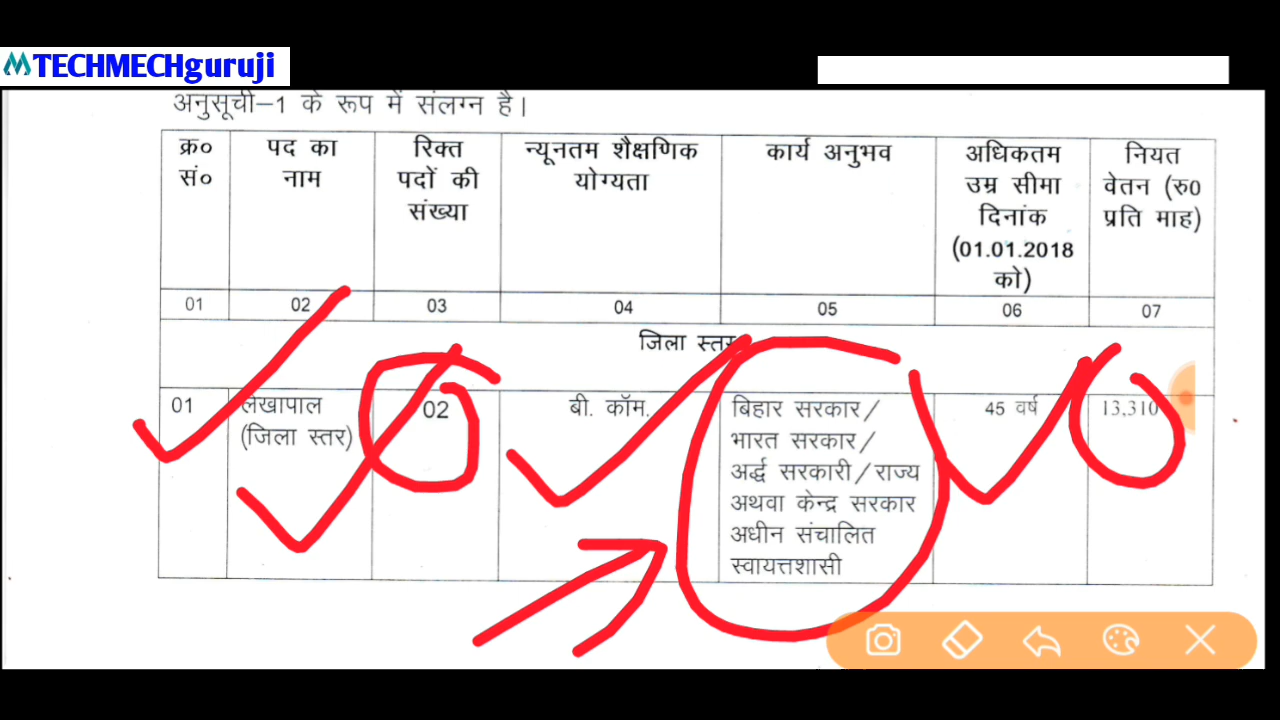 TECHMECHguruji
अनुसूची–1 के रूप में संलग्न है।
क्र० सं०
पद का नाम
रिक्त पदों की संख्या
न्यूनतम शैक्षणिक योग्यता
कार्य अनुभव
अधिकतम उम्र सीमा दिनांक (01.01.2018 को)
नियत वेतन (रु0 प्रति माह)
01 02 03 04 05 06 07
जिला स्तर
01
लेखापाल
(जिला स्तर)
02
बी. कॉम.
बिहार सरकार/
भारत सरकार/
अर्द्ध सरकारी/राज्य
अथवा केन्द्र सरकार
अधीन संचालित
स्वायत्तशासी
45 वर्ष
13,310